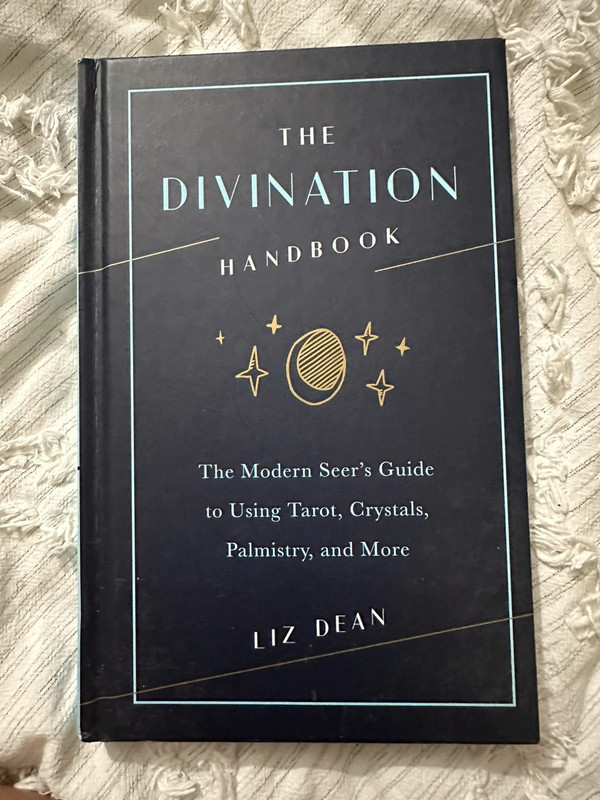 THE
DIVINATION
HANDBOOK
The Modern Seer's Guide
to Using Tarot, Crystals,
Palmistry, and More
LIZ DEAN